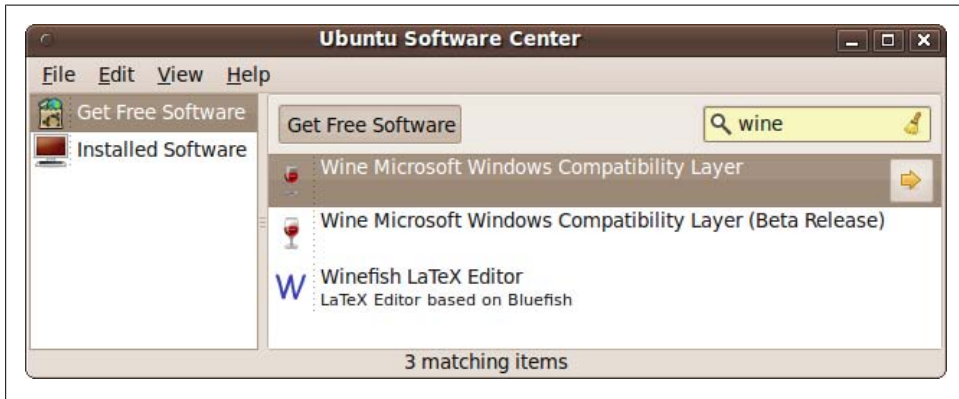 Ubuntu Software Center
File Edit View Help
Get Free Software
Installed Software
Get Free Software
wine
Wine Microsoft Windows Compatibility Layer
Wine Microsoft Windows Compatibility Layer (Beta Release)
W
Winefish LaTeX Editor
LaTeX Editor based on Bluefish
3 matching items